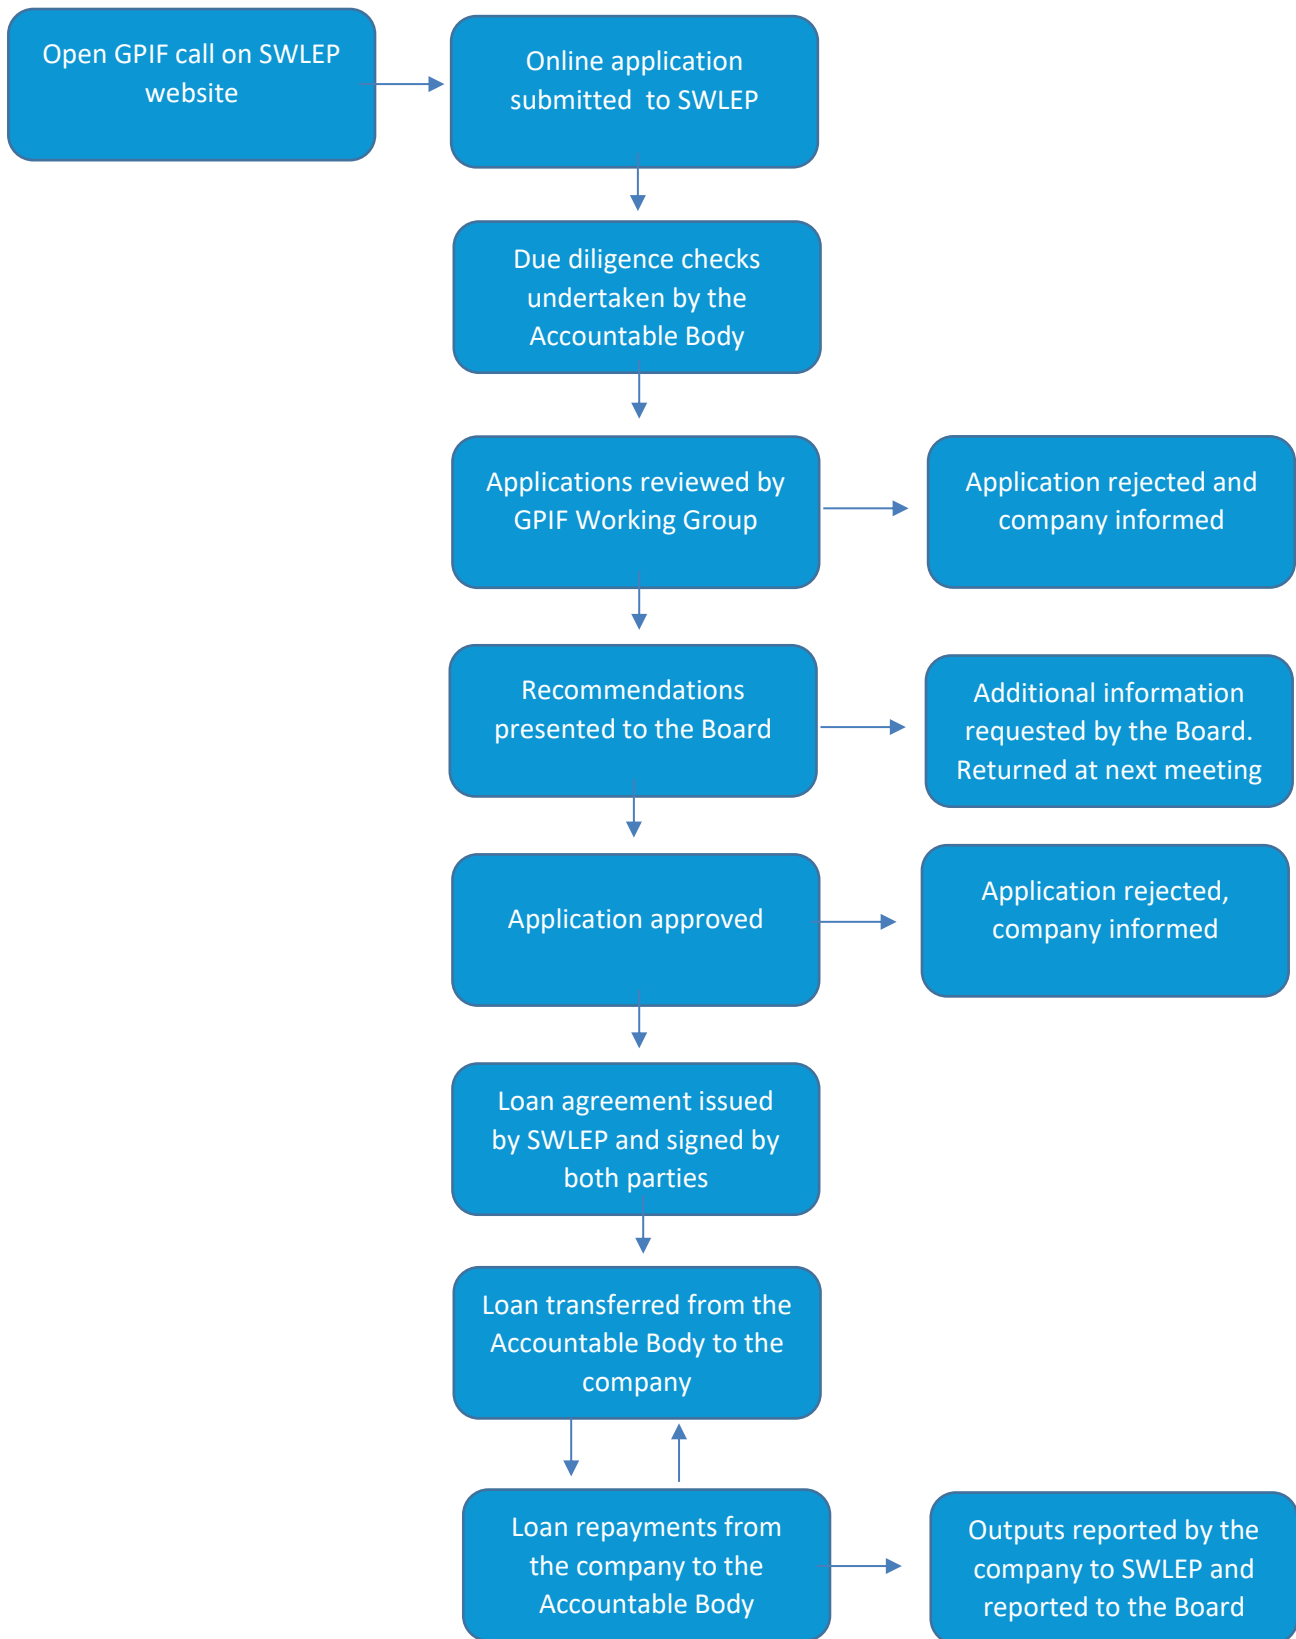 Open GPIF call on SWLEP
website
Online application
submitted to SWLEP
Due diligence checks
undertaken by the
Accountable Body
Applications reviewed by
GPIF Working Group
Application rejected and
company informed
Recommendations
presented to the Board
Additional information
requested by the Board.
Returned at next meeting
Application approved
Application rejected,
company informed
Loan agreement issued
by SWLEP and signed by
both parties
Loan transferred from the
Accountable Body to the
company
Loan repayments from
the company to the
Accountable Body
Outputs reported by the
company to SWLEP and
reported to the Board